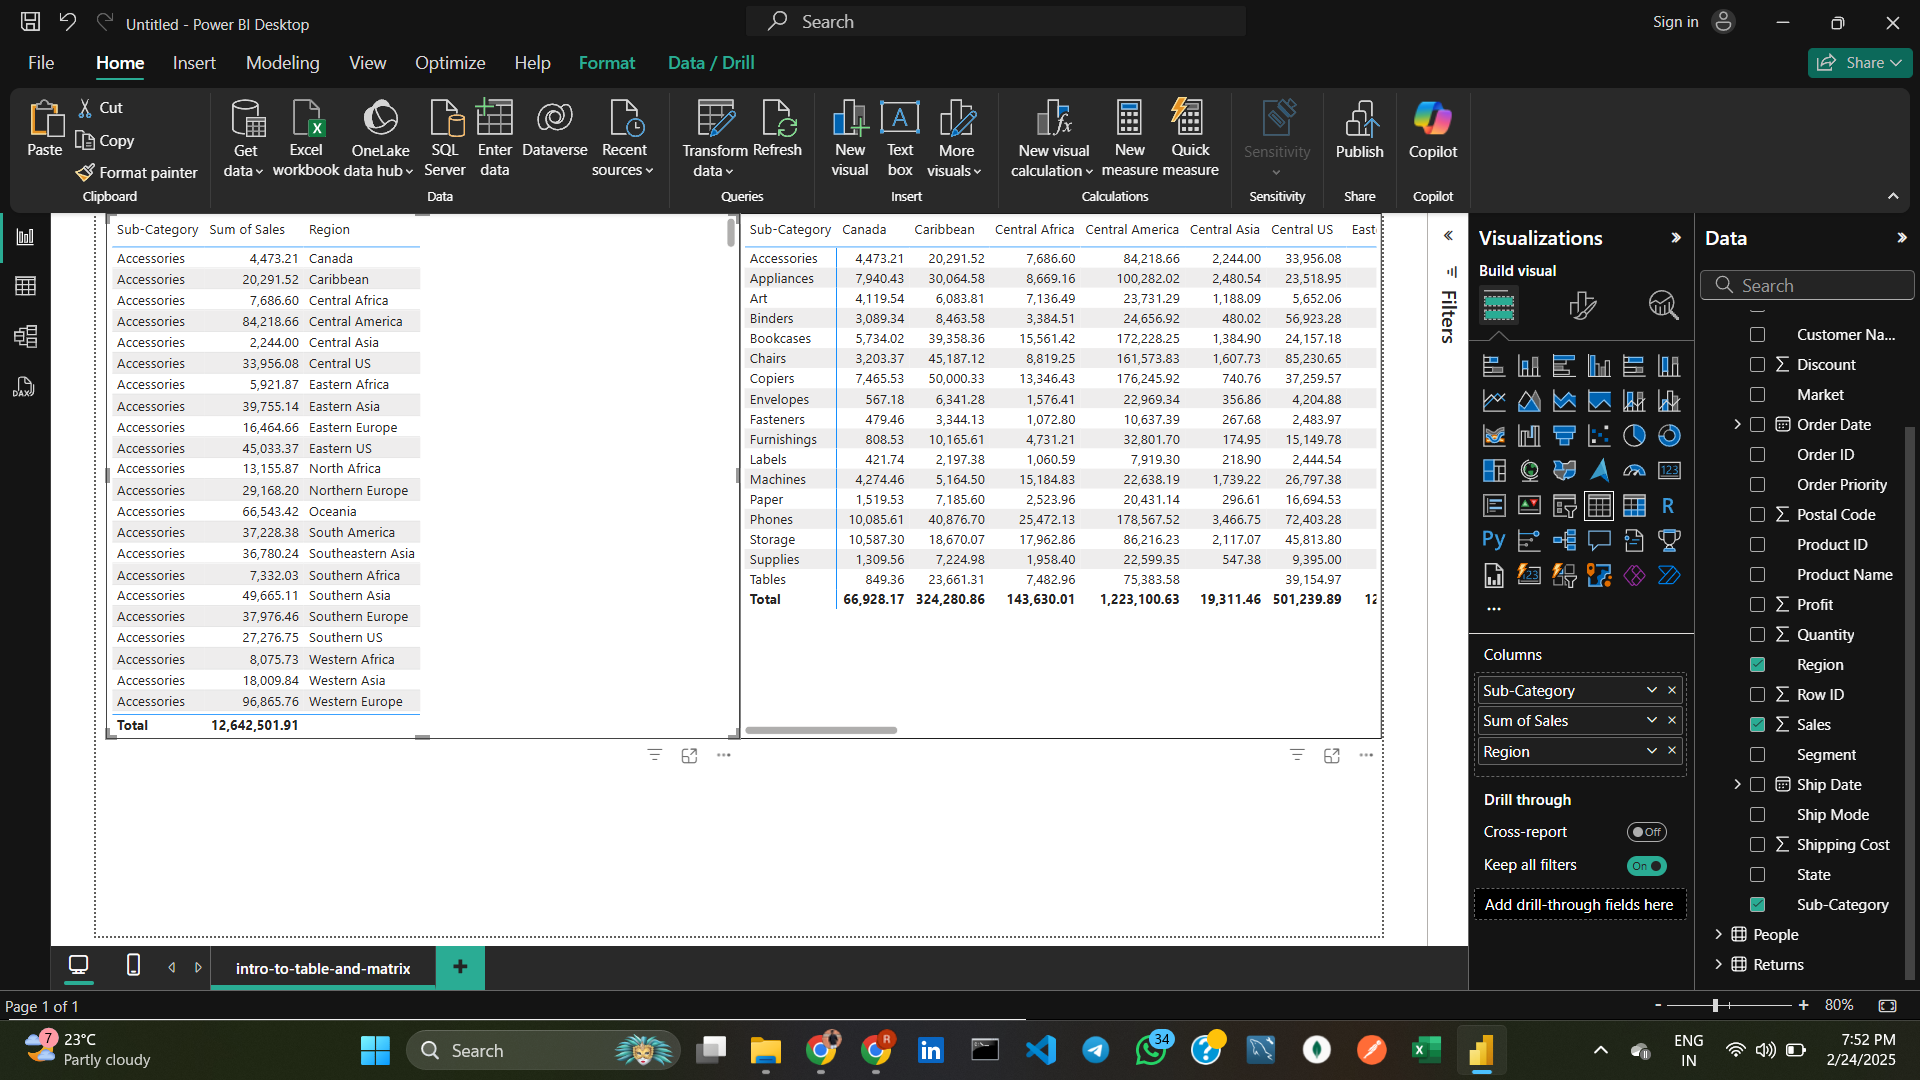 Untitled - Power BI Desktop
Search
Sign in
File
Home
Insert
Modeling
View
Optimize
Help
Format
Data / Drill
Share
Paste
Cut
Copy
Format painter
Clipboard
Get data
Excel workbook
OneLake data hub
SQL Server
Enter data
Dataverse
Recent sources
Data
Transform data
Refresh
Queries
New visual
Text box
More visuals
Insert
New visual calculation
New measure
Quick measure
Calculations
Sensitivity
Sensitivity
Publish
Share
Copilot
Copilot
Sub-Category Sum of Sales Region
Accessories 4,473.21 Canada
Accessories 20,291.52 Caribbean
Accessories 7,686.60 Central Africa
Accessories 84,218.66 Central America
Accessories 2,244.00 Central Asia
Accessories 33,956.08 Central US
Accessories 5,921.87 Eastern Africa
Accessories 39,755.14 Eastern Asia
Accessories 16,464.66 Eastern Europe
Accessories 45,033.37 Eastern US
Accessories 13,155.87 North Africa
Accessories 29,168.20 Northern Europe
Accessories 66,543.42 Oceania
Accessories 37,228.38 South America
Accessories 36,780.24 Southeastern Asia
Accessories 7,332.03 Southern Africa
Accessories 49,665.11 Southern Asia
Accessories 37,976.46 Southern Europe
Accessories 27,276.75 Southern US
Accessories 8,075.73 Western Africa
Accessories 18,009.84 Western Asia
Accessories 96,865.76 Western Europe
Total 12,642,501.91
Sub-Category Canada Caribbean Central Africa Central America Central Asia Central US East
Accessories 4,473.21 20,291.52 7,686.60 84,218.66 2,244.00 33,956.08
Appliances 7,940.43 30,064.58 8,669.16 100,282.02 2,480.54 23,518.95
Art 4,119.54 6,083.81 7,136.49 23,731.29 1,188.09 5,652.06
Binders 3,089.34 8,463.58 3,384.51 24,656.92 480.02 56,923.28
Bookcases 5,734.02 39,358.36 15,561.42 172,228.25 1,384.90 24,157.18
Chairs 3,203.37 45,187.12 8,819.25 161,573.83 1,607.73 85,230.65
Copiers 7,465.53 50,000.33 13,346.43 176,245.92 740.76 37,259.57
Envelopes 567.18 6,341.28 1,576.41 22,969.34 356.86 4,204.88
Fasteners 479.46 3,344.13 1,072.80 10,637.39 267.68 2,483.97
Furnishings 808.53 10,165.61 4,731.21 32,801.70 174.95 15,149.78
Labels 421.74 2,197.38 1,060.59 7,919.30 218.90 2,444.54
Machines 4,274.46 5,164.50 15,184.83 22,638.19 1,739.22 26,797.38
Paper 1,519.53 7,185.60 2,523.96 20,431.14 296.61 16,694.53
Phones 10,085.61 40,876.70 25,472.13 178,567.52 3,466.75 72,403.28
Storage 10,587.30 18,670.07 17,962.86 86,216.23 2,117.07 45,813.80
Supplies 1,309.56 7,224.98 1,958.40 22,599.35 547.38 9,395.00
Tables 849.36 23,661.31 7,482.96 75,383.58 39,154.97
Total 66,928.17 324,280.86 143,630.01 1,223,100.63 19,311.46 501,239.89 12
Filters
Visualizations
Build visual
123
R
Py
123
Columns
Sub-Category
Sum of Sales
Region
Drill through
Cross-report
Off
Keep all filters
On
Add drill-through fields here
Data
Search
Customer Na...
Discount
Market
Order Date
Order ID
Order Priority
Postal Code
Product ID
Product Name
Profit
Quantity
Region
Row ID
Sales
Segment
Ship Date
Ship Mode
Shipping Cost
State
Sub-Category
People
Returns
DAX
intro-to-table-and-matrix
Page 1 of 1
80%
7
23°C
Partly cloudy
Search
R
34
ENG
IN
7:52 PM
2/24/2025